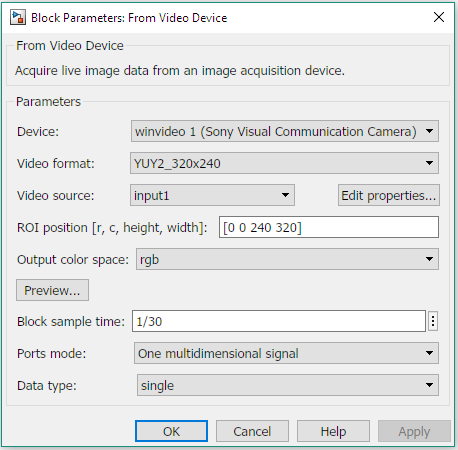 Block Parameters: From Video Device
From Video Device
Acquire live image data from an image acquisition device.
Parameters
Device: winvideo 1 (Sony Visual Communication Camera)
Video format: YUY2_320x240
Video source: input1 Edit properties...
ROI position [r, c, height, width]: [0 0 240 320]
Output color space: rgb
Preview...
Block sample time: 1/30
Ports mode: One multidimensional signal
Data type: single
OK Cancel Help Apply